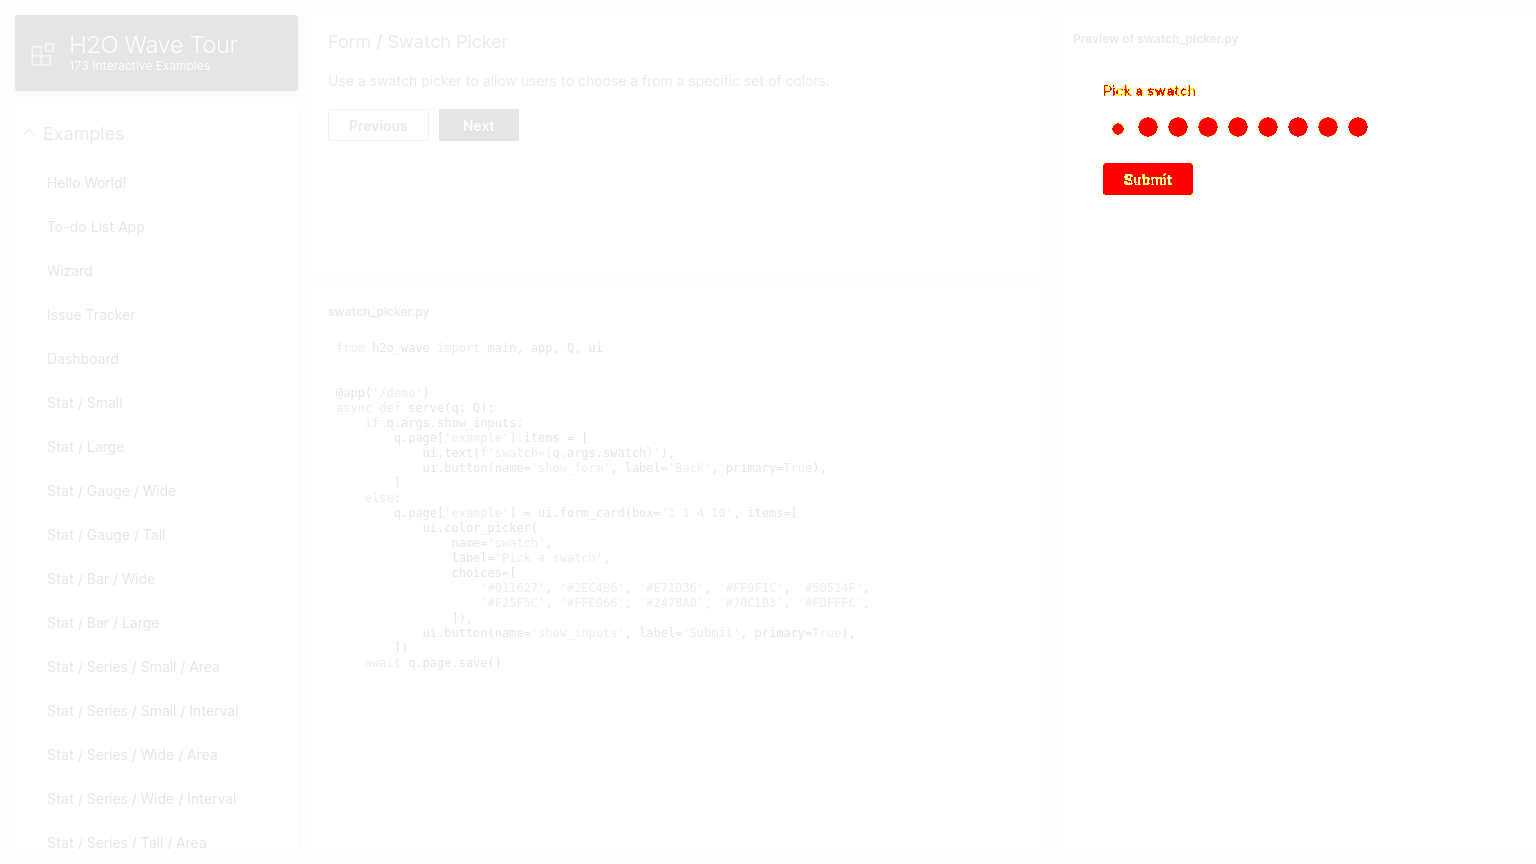 H2O Wave Tour
173 Interactive Examples
Examples
Hello World!
To-do List App
Wizard
Issue Tracker
Dashboard
Stat / Small
Stat / Large
Stat / Gauge / Wide
Stat / Gauge / Tall
Stat / Bar / Wide
Stat / Bar / Large
Stat / Series / Small / Area
Stat / Series / Small / Interval
Stat / Series / Wide / Area
Stat / Series / Wide / Interval
Stat / Series / Tall / Area
Form / Swatch Picker
Use a swatch picker to allow users to choose a from a specific set of colors.
Previous
Next
swatch_picker.py
from h2o_wave import main, app, Q, ui
@app('/demo')
async def serve(q: Q):
    if q.args.show_inputs:
        q.page['example'].items = [
            ui.text(f'swatch={q.args.swatch}'),
            ui.button(name='show_form', label='Back', primary=True),
        ]
    else:
        q.page['example'] = ui.form_card(box='1 1 4 10', items=[
            ui.color_picker(
                name='swatch',
                label='Pick a swatch',
                choices=[
                    '#011627', '#2EC4B6', '#E71D36', '#FF9F1C', '#50514F',
                    '#F25F5C', '#FFE066', '#247BA0', '#70C1B3', '#FDFFFC',
                ]),
            ui.button(name='show_inputs', label='Submit', primary=True),
        ])
    await q.page.save()
Preview of swatch_picker.py
Pick a swatch
Submit